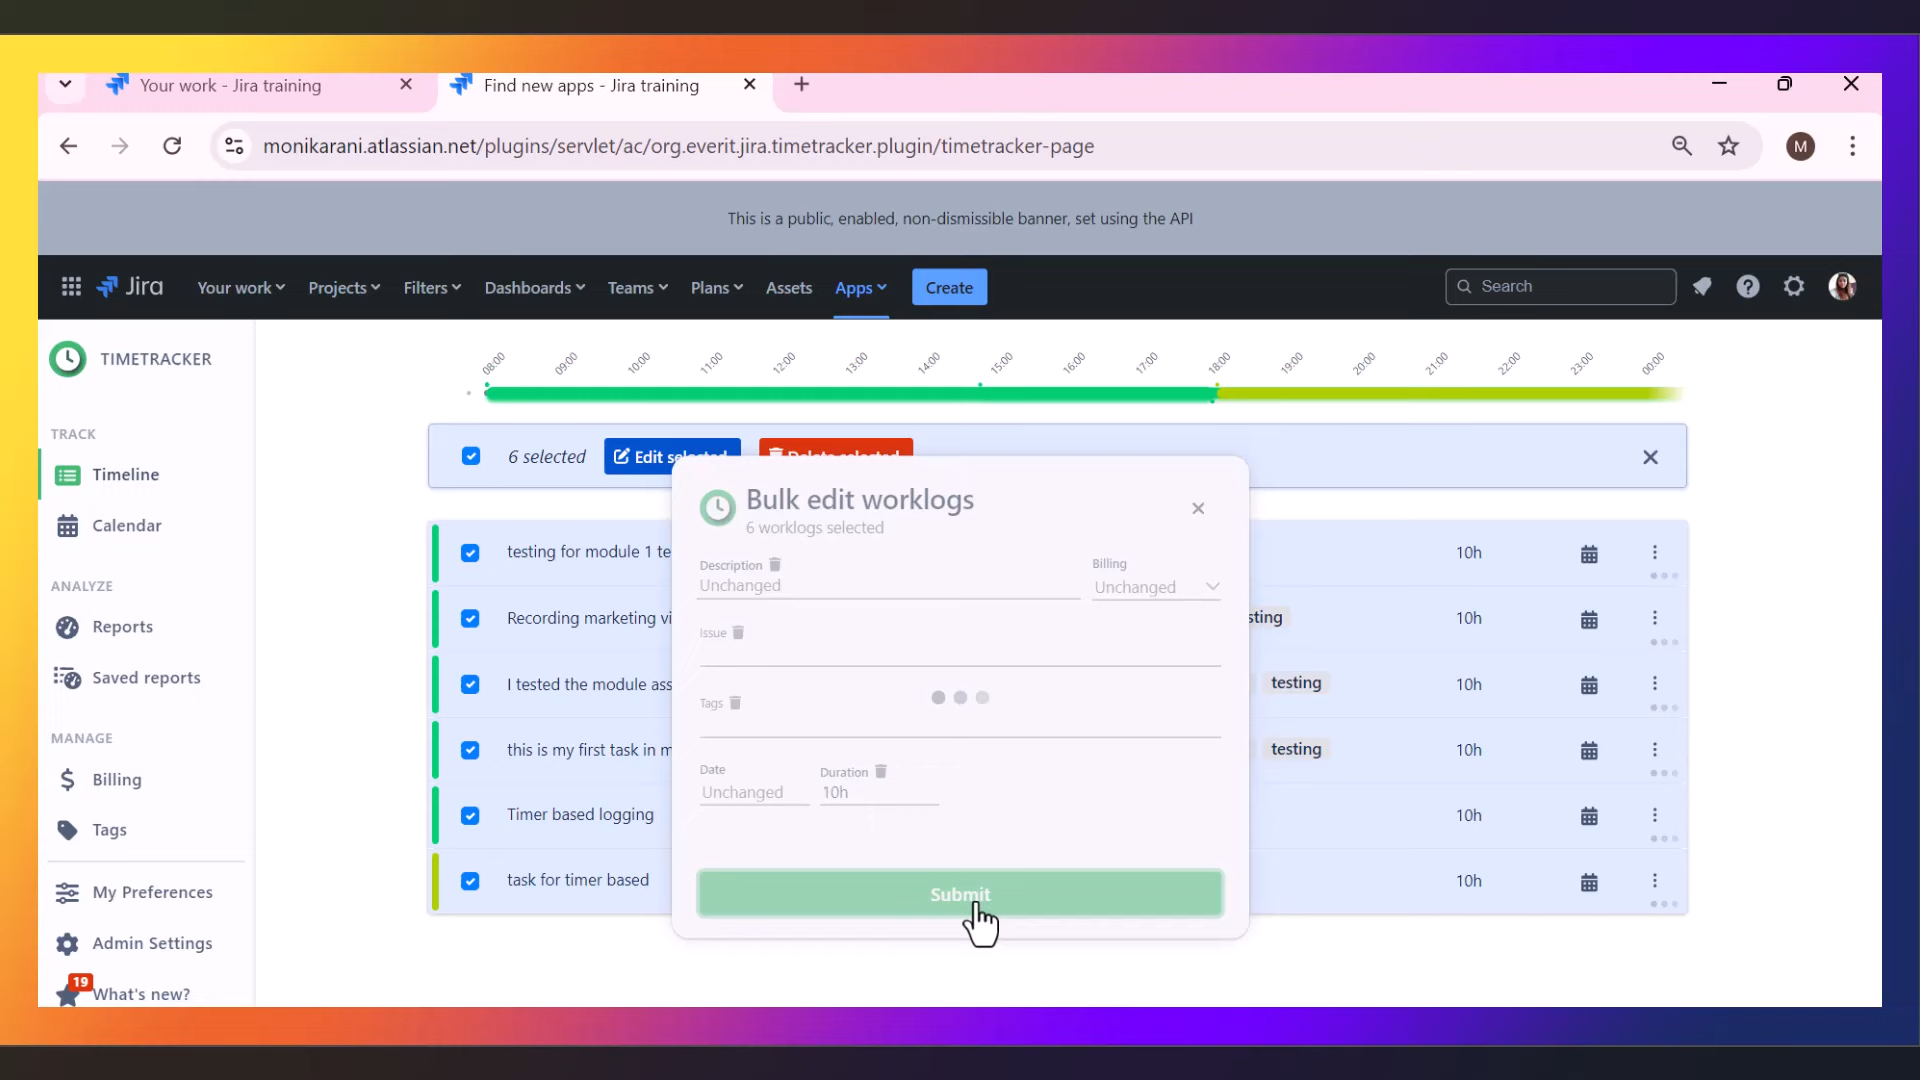 Your work - Jira training
Find new apps - Jira training
monikarani.atlassian.net/plugins/servlet/ac/org.everit.jira.timetracker.plugin/timetracker-page
M
This is a public, enabled, non-dismissible banner, set using the API
Jira
Your work
Projects
Filters
Dashboards
Teams
Plans
Assets
Apps
Create
Search
TIMETRACKER
TRACK
Timeline
Calendar
ANALYZE
Reports
Saved reports
MANAGE
Billing
Tags
My Preferences
Admin Settings
19
What's new?
08:00 09:00 10:00 11:00 12:00 13:00 14:00 15:00 16:00 17:00 18:00 19:00 20:00 21:00 22:00 23:00 00:00
6 selected
Edit selected
Delete selected
testing for module 1 te
10h
Recording marketing vi
sting
10h
I tested the module ass
testing
10h
this is my first task in m
testing
10h
Timer based logging
10h
task for timer based
10h
Bulk edit worklogs
6 worklogs selected
Description
Unchanged
Billing
Unchanged
Issue
Tags
Date
Unchanged
Duration
10h
Submit